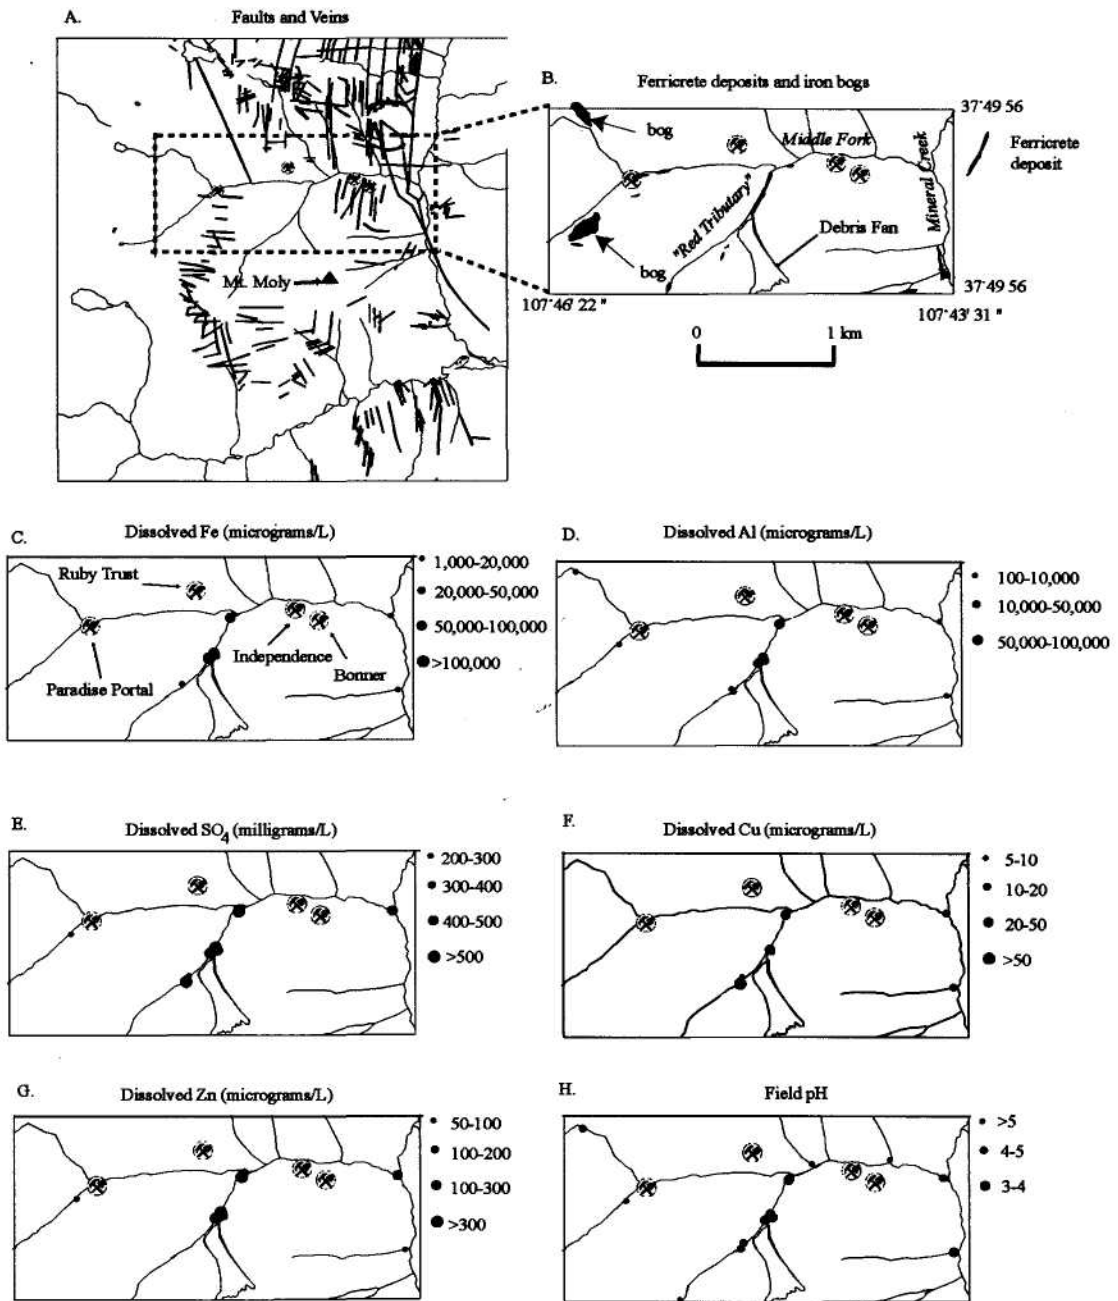 A.
Faults and Veins
Mt. Moly
B.
Ferricrete deposits and iron bogs
37°49 56
bog
Middle Fork
Mineral Creek
Ferricrete
deposit
"Red Tributary"
Debris Fan
bog
37°49 56
107°46' 22 "
107°43' 31 "
0
1 km
C.
Dissolved Fe (micrograms/L)
Ruby Trust
Independence
Bonner
Paradise Portal
1,000-20,000
20,000-50,000
50,000-100,000
>100,000
D.
Dissolved Al (micrograms/L)
100-10,000
10,000-50,000
50,000-100,000
E.
Dissolved SO4 (milligrams/L)
200-300
300-400
400-500
>500
F.
Dissolved Cu (micrograms/L)
5-10
10-20
20-50
>50
G.
Dissolved Zn (micrograms/L)
50-100
100-200
100-300
>300
H.
Field pH
>5
4-5
3-4